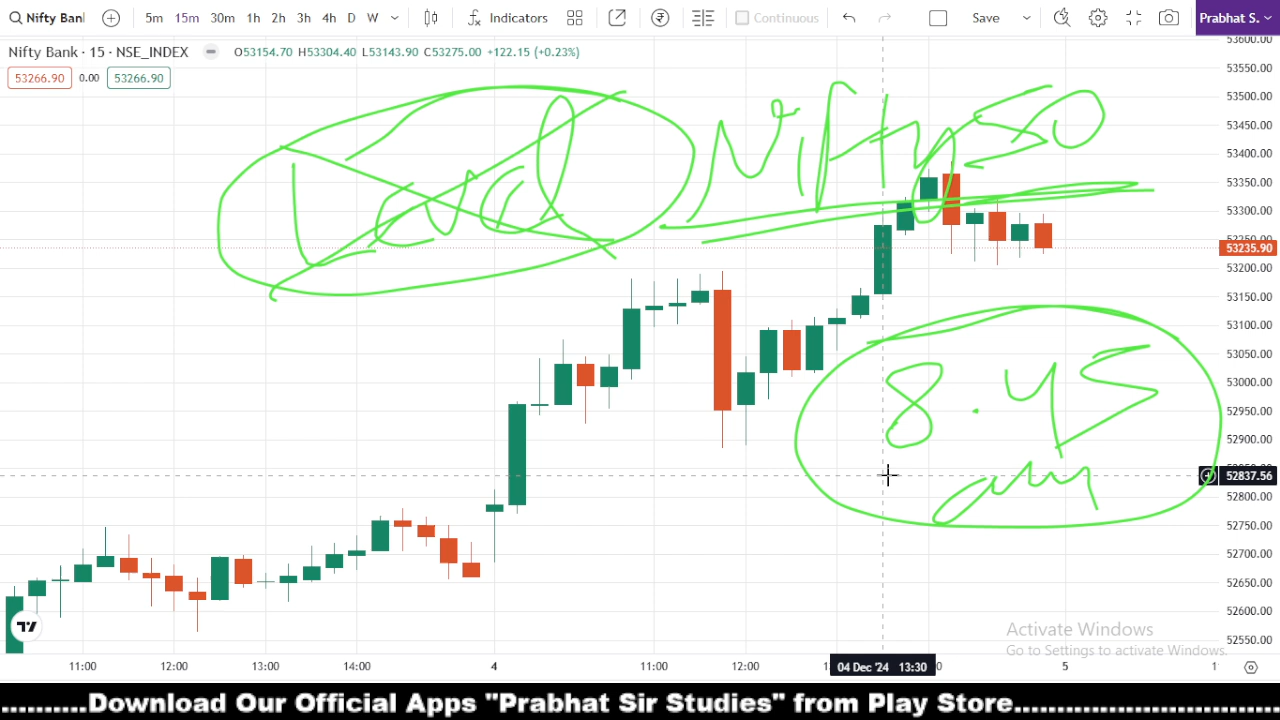 Nifty Bank 5m 15m 30m 1h 2h 3h 4h D W Indicators Continuous Save Prabhat S.
Nifty Bank · 15 · NSE_INDEX O53154.70 H53304.40 L53143.90 C53275.00 +122.15 (+0.23%)
53266.90 0.00 53266.90
Nifty 50
8.45
am
53600.00
53550.00
53500.00
53450.00
53400.00
53350.00
53300.00
53250.00
53235.90
53200.00
53150.00
53100.00
53050.00
53000.00
52950.00
52900.00
52837.56
52800.00
52750.00
52700.00
52650.00
52600.00
52550.00
Activate Windows
Go to Settings to activate Windows.
11:00 12:00 13:00 14:00 4 11:00 12:00 04 Dec '24 13:30 5
..........Download Our Official Apps "Prabhat Sir Studies" from Play Store..............................